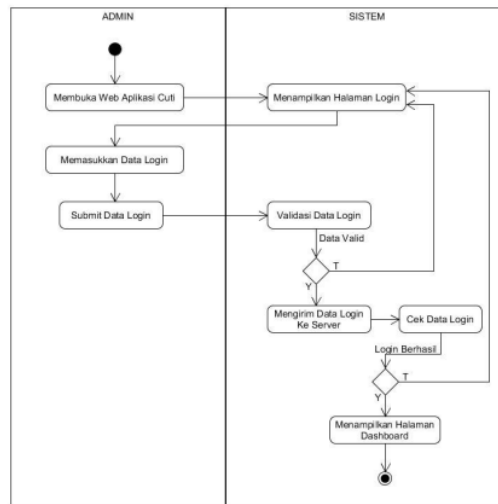 ADMIN
SISTEM
Membuka Web Aplikasi Cuti
Menampilkan Halaman Login
Memasukkan Data Login
Submit Data Login
Validasi Data Login
Data Valid
T
Y
Mengirim Data Login
Ke Server
Cek Data Login
Login Berhasil
T
Y
Menampilkan Halaman
Dashboard